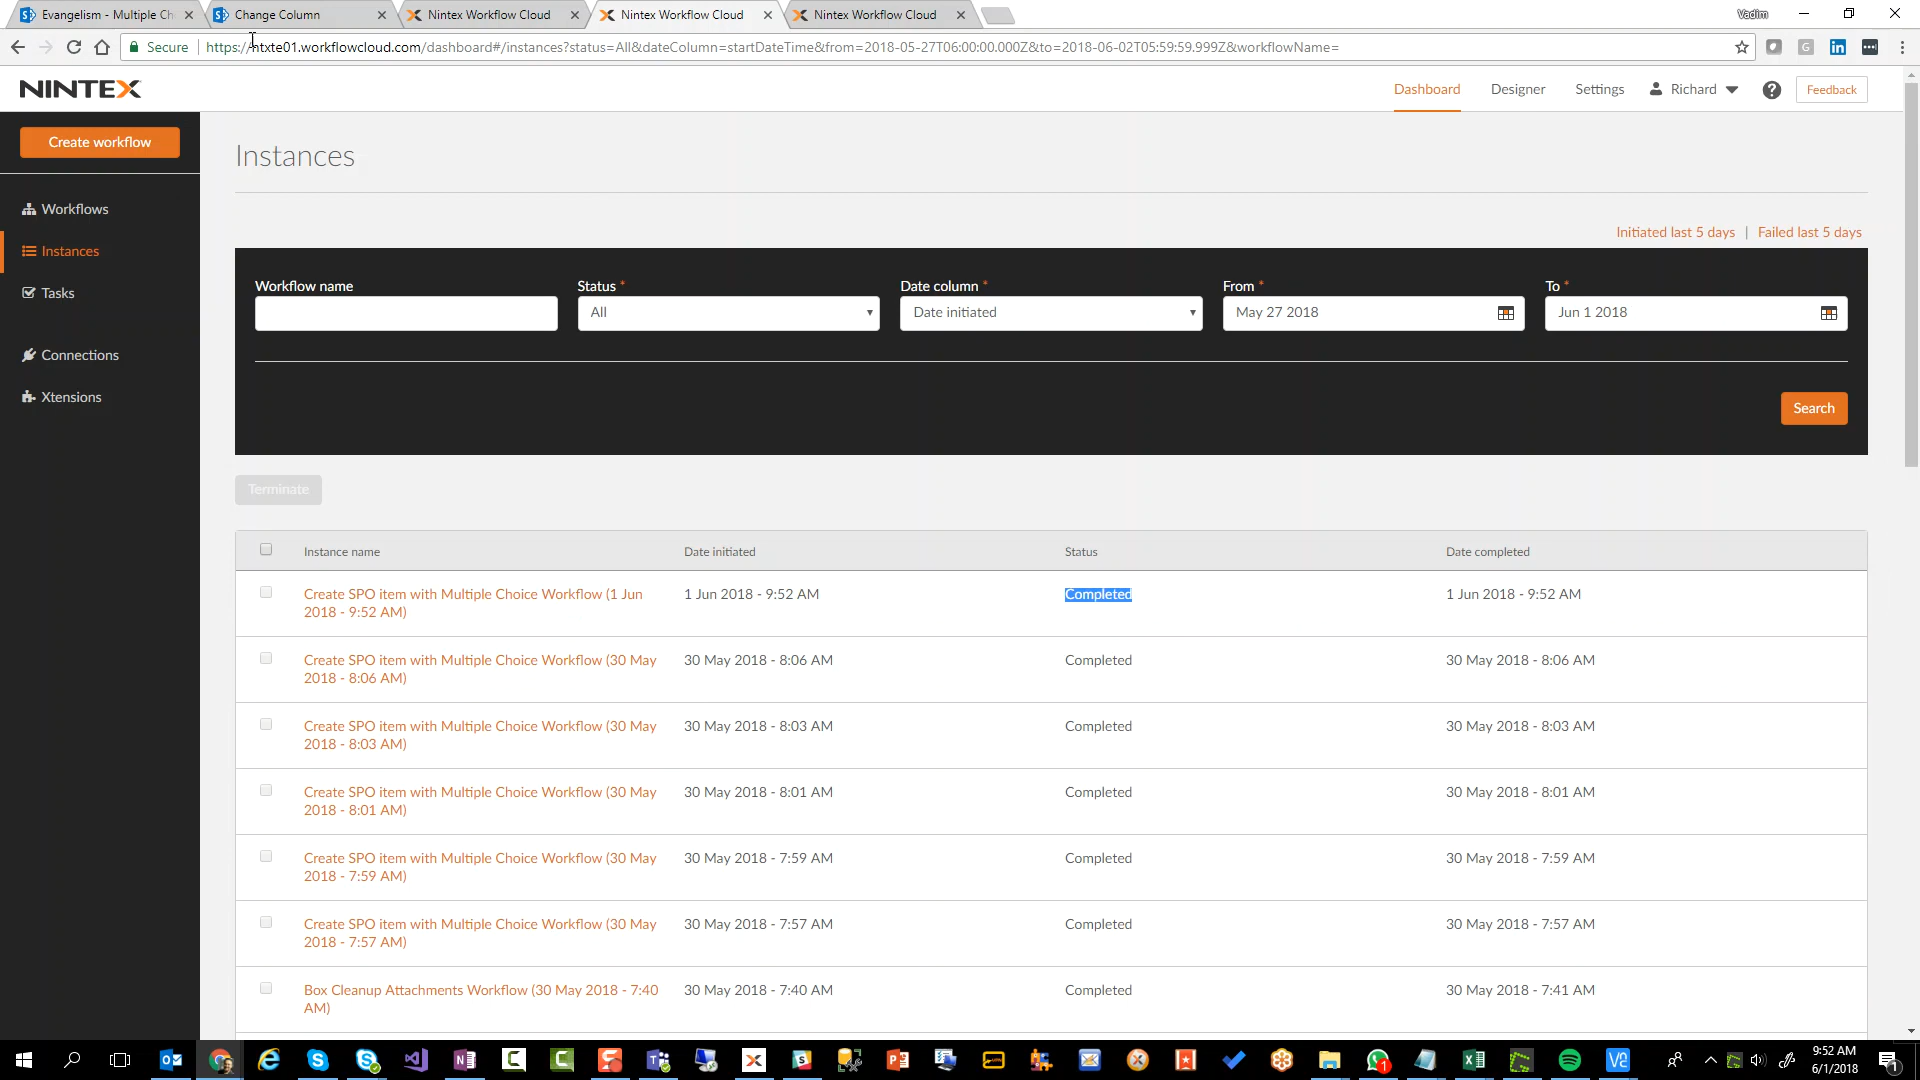 Evangelism - Multiple Ch
Change Column
Nintex Workflow Cloud
Nintex Workflow Cloud
Nintex Workflow Cloud
Vadim
Secure
https://ntxte01.workflowcloud.com/dashboard#/instances?status=All&dateColumn=startDateTime&from=2018-05-27T06:00:00.000Z&to=2018-06-02T05:59:59.999Z&workflowName=
NINTEX
Dashboard
Designer
Settings
Richard
Feedback
Create workflow
Workflows
Instances
Tasks
Connections
Xtensions
Instances
Initiated last 5 days | Failed last 5 days
Workflow name
Status *
All
Date column *
Date initiated
From *
May 27 2018
To *
Jun 1 2018
Search
Terminate
Instance name Date initiated Status Date completed
Create SPO item with Multiple Choice Workflow (1 Jun 1 Jun 2018 - 9:52 AM Completed 1 Jun 2018 - 9:52 AM
2018 - 9:52 AM)
Create SPO item with Multiple Choice Workflow (30 May 30 May 2018 - 8:06 AM Completed 30 May 2018 - 8:06 AM
2018 - 8:06 AM)
Create SPO item with Multiple Choice Workflow (30 May 30 May 2018 - 8:03 AM Completed 30 May 2018 - 8:03 AM
2018 - 8:03 AM)
Create SPO item with Multiple Choice Workflow (30 May 30 May 2018 - 8:01 AM Completed 30 May 2018 - 8:01 AM
2018 - 8:01 AM)
Create SPO item with Multiple Choice Workflow (30 May 30 May 2018 - 7:59 AM Completed 30 May 2018 - 7:59 AM
2018 - 7:59 AM)
Create SPO item with Multiple Choice Workflow (30 May 30 May 2018 - 7:57 AM Completed 30 May 2018 - 7:57 AM
2018 - 7:57 AM)
Box Cleanup Attachments Workflow (30 May 2018 - 7:40 30 May 2018 - 7:40 AM Completed 30 May 2018 - 7:41 AM
AM)
9:52 AM
6/1/2018